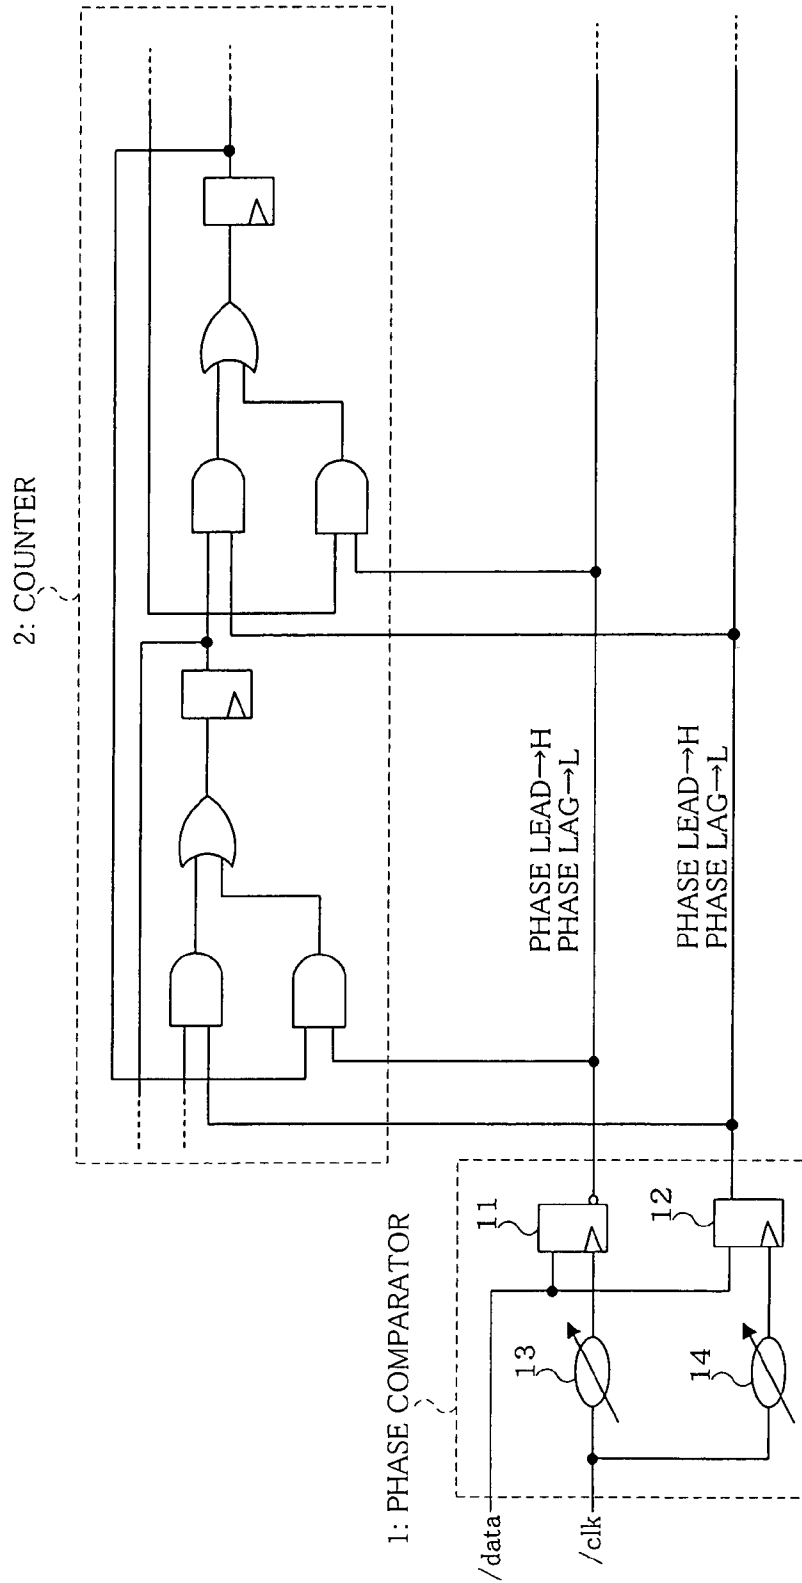 2: COUNTER
PHASE LEAD→H
PHASE LAG→L
PHASE LEAD→H
PHASE LAG→L
1: PHASE COMPARATOR
11
12
13
14
/data
/clk